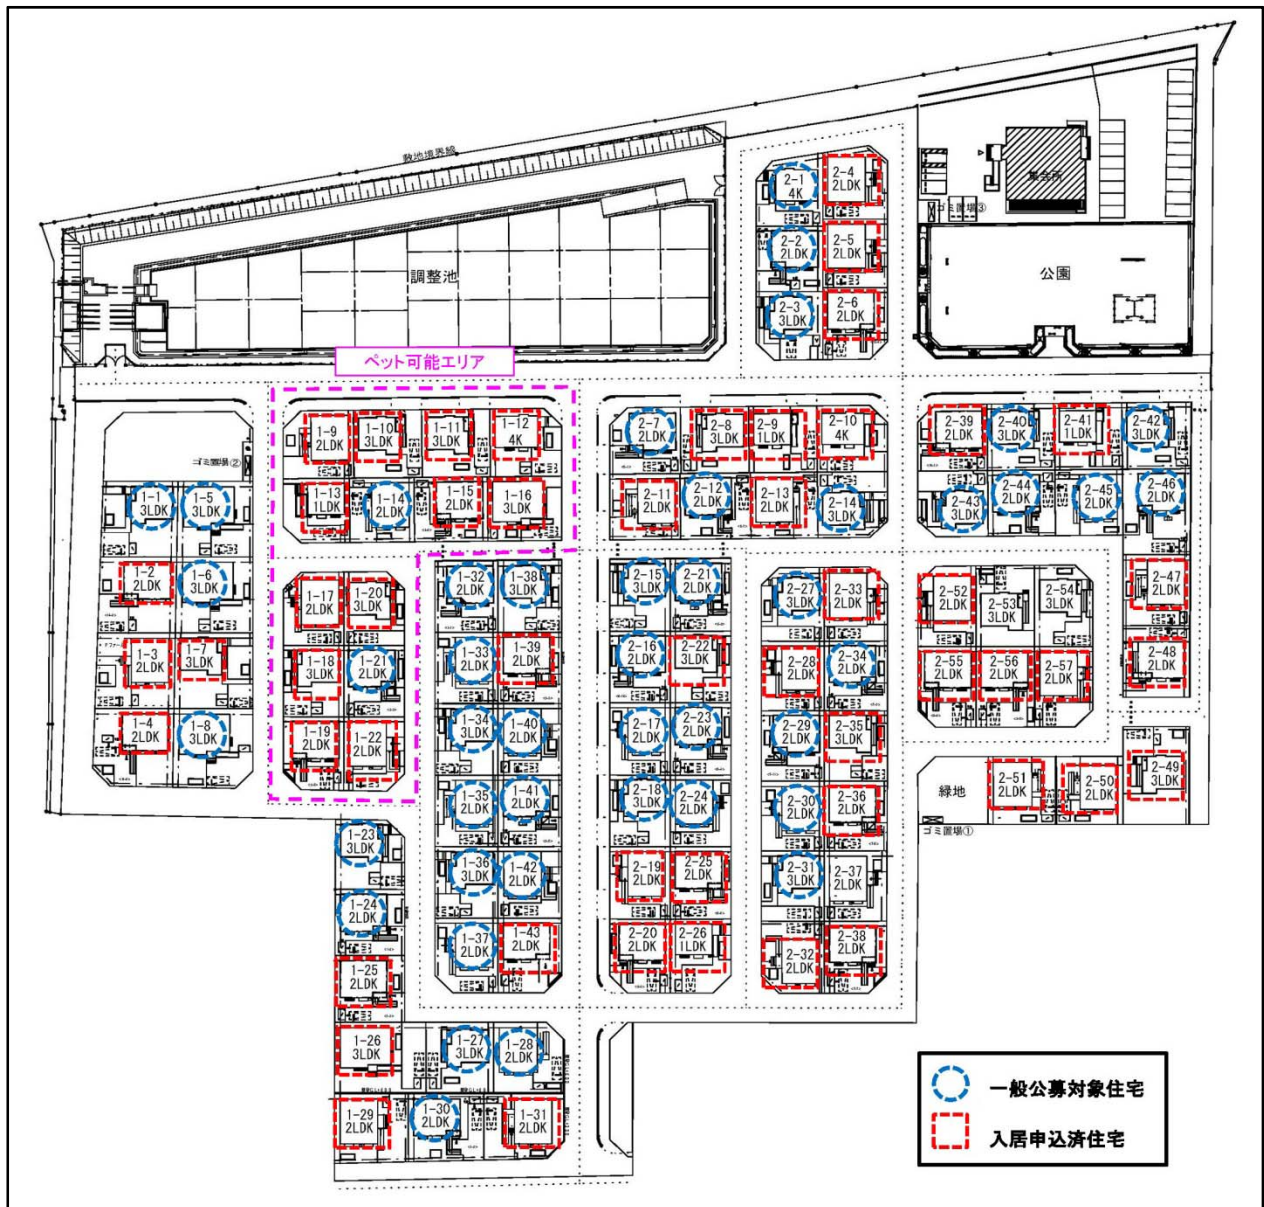 敷地境界線
調整池
2-1
4K
2-4
2LDK
2-2
2LDK
2-5
2LDK
2-3
3LDK
2-6
2LDK
集会所
ゴミ置場③
公園
ペット可能エリア
ゴミ置場②
1-9
2LDK
1-10
3LDK
1-11
3LDK
1-12
4K
1-13
1LDK
1-14
2LDK
1-15
2LDK
1-16
3LDK
2-7
2LDK
2-8
3LDK
2-9
1LDK
2-10
4K
2-11
2LDK
2-12
2LDK
2-13
2LDK
2-14
3LDK
2-39
2LDK
2-40
3LDK
2-41
1LDK
2-42
3LDK
2-43
3LDK
2-44
2LDK
2-45
2LDK
2-46
2LDK
1-1
3LDK
1-5
3LDK
1-2
2LDK
1-6
3LDK
1-3
2LDK
1-7
3LDK
1-4
2LDK
1-8
3LDK
1-17
2LDK
1-20
3LDK
1-18
3LDK
1-21
2LDK
1-19
2LDK
1-22
2LDK
1-32
2LDK
1-38
3LDK
1-33
2LDK
1-39
2LDK
1-34
3LDK
1-40
2LDK
1-35
2LDK
1-41
2LDK
1-36
3LDK
1-42
2LDK
1-37
2LDK
1-43
2LDK
2-15
3LDK
2-21
2LDK
2-16
2LDK
2-22
3LDK
2-17
2LDK
2-23
2LDK
2-18
3LDK
2-24
2LDK
2-19
2LDK
2-25
2LDK
2-20
2LDK
2-26
1LDK
2-27
3LDK
2-33
2LDK
2-28
2LDK
2-34
2LDK
2-29
2LDK
2-35
3LDK
2-30
2LDK
2-36
2LDK
2-31
3LDK
2-37
2LDK
2-32
2LDK
2-38
2LDK
2-52
2LDK
2-53
3LDK
2-54
3LDK
2-47
2LDK
2-55
2LDK
2-56
2LDK
2-57
2LDK
2-48
2LDK
緑地
2-51
2LDK
2-50
2LDK
2-49
3LDK
ゴミ置場①
1-23
3LDK
1-24
2LDK
1-25
2LDK
1-26
3LDK
1-27
3LDK
1-28
2LDK
1-29
2LDK
1-30
2LDK
1-31
2LDK
一般公募対象住宅
入居申込済住宅